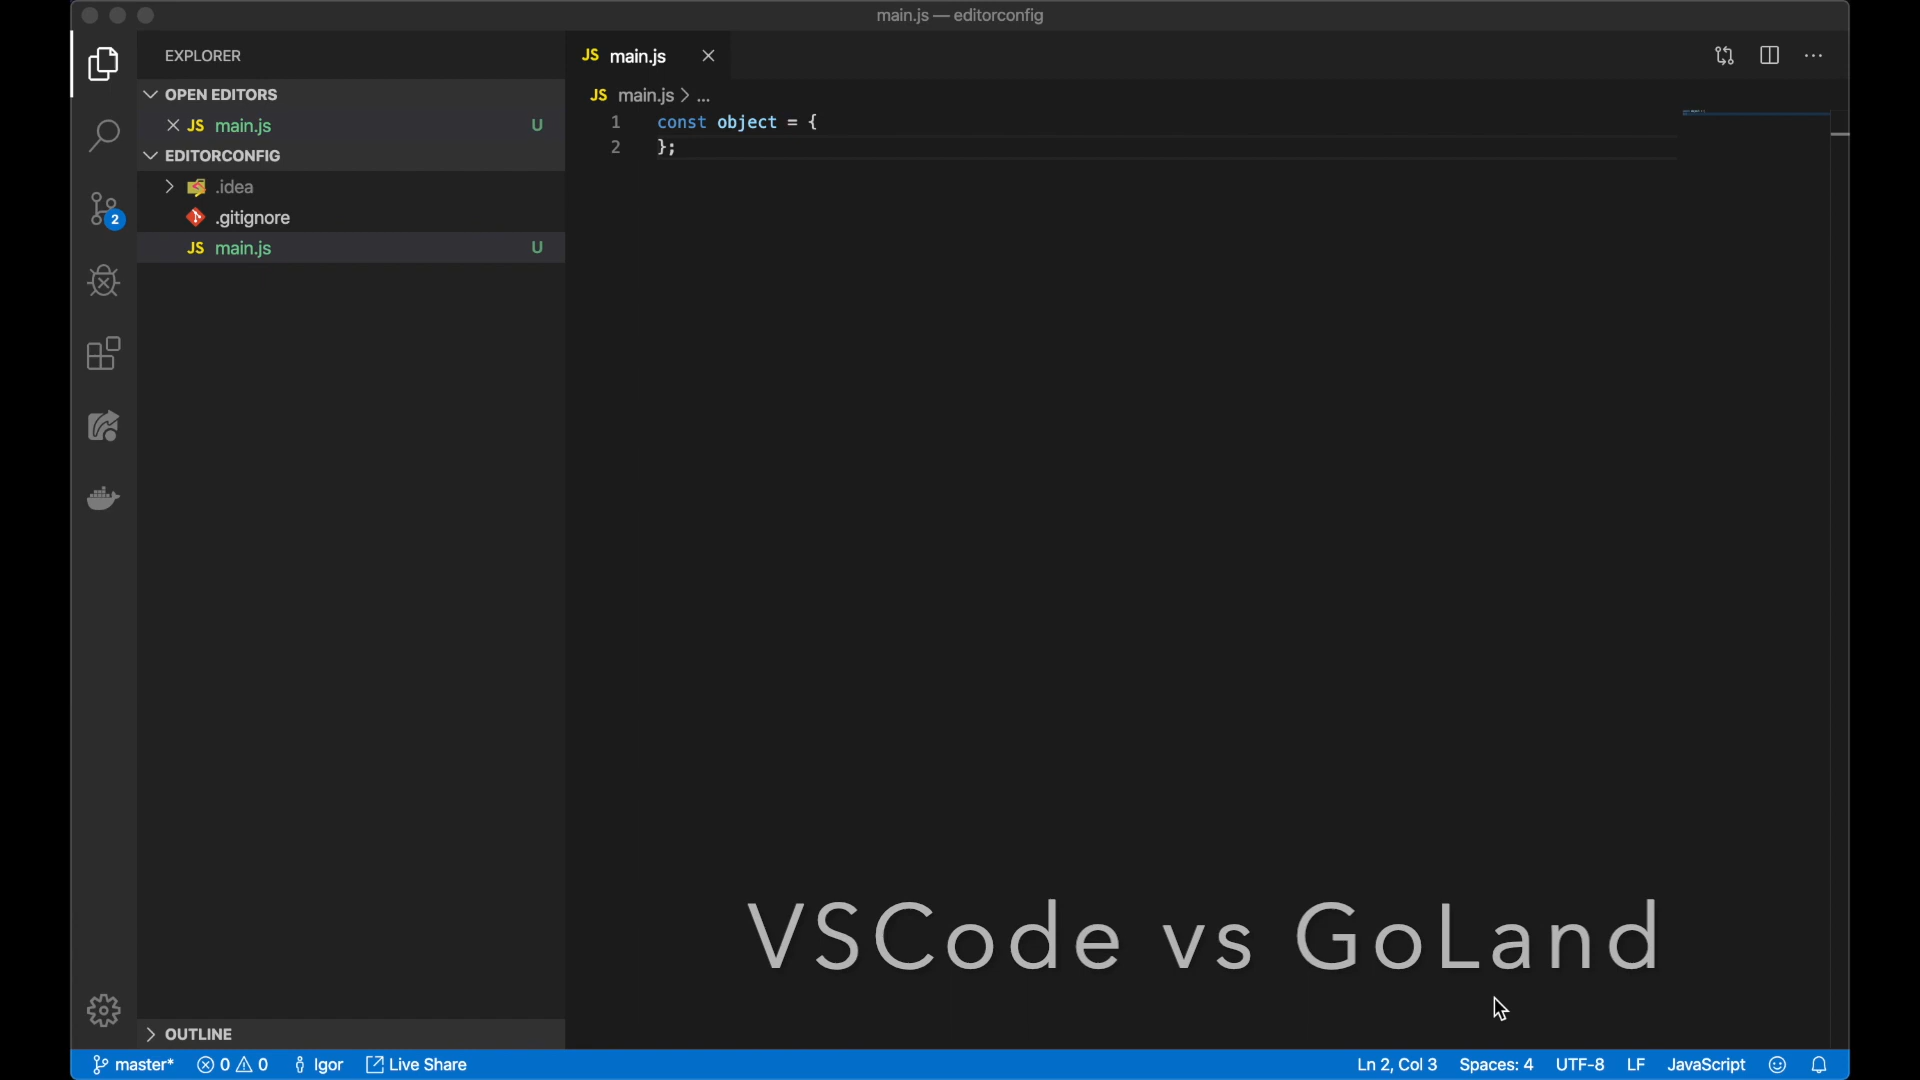 main.js — editorconfig
EXPLORER
OPEN EDITORS
JS main.js U
EDITORCONFIG
.idea
.gitignore
JS main.js U
2
OUTLINE
JS main.js
JS main.js > ...
1 const object = {
2 };
VSCode vs GoLand
master* 0 0 Igor Live Share
Ln 2, Col 3 Spaces: 4 UTF-8 LF JavaScript